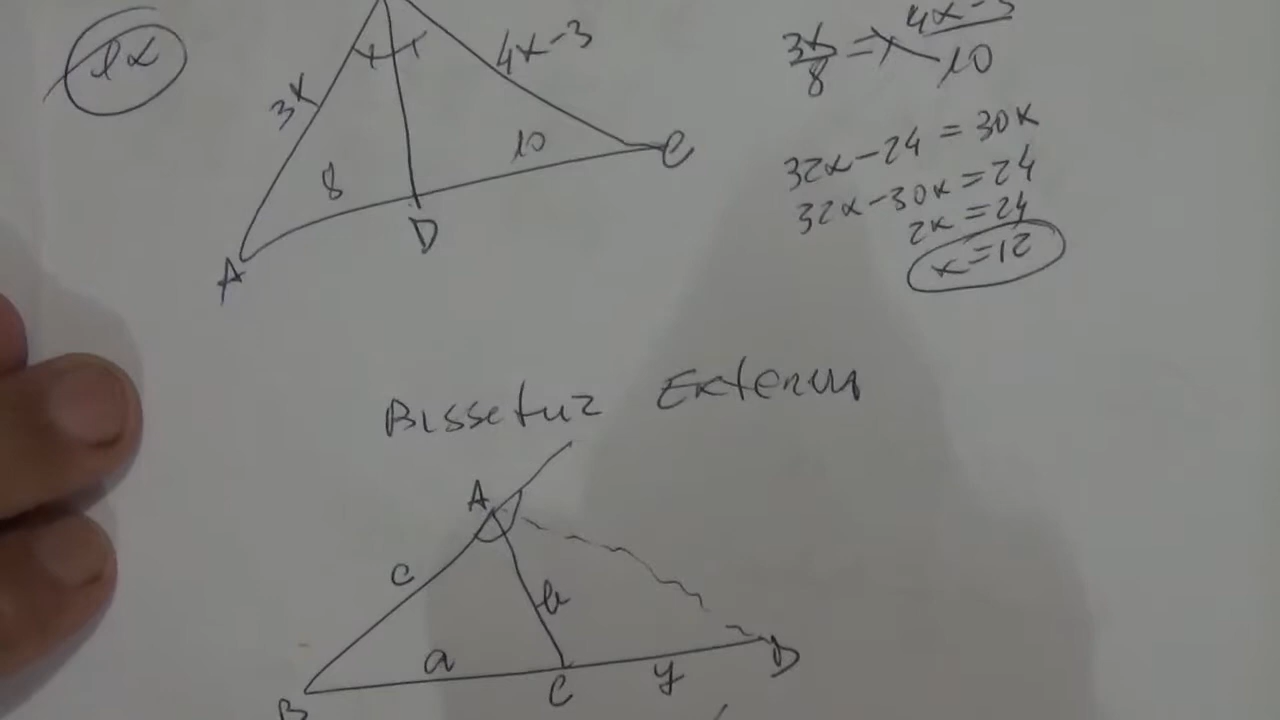 1x
3x
4x-3
8
10
A
D
C
3x/8 = 4x-3/10
32x-24 = 30x
32x-30x = 24
2x = 24
x = 12
Bissetriz Externa
A
c
b
a
B
C
y
D